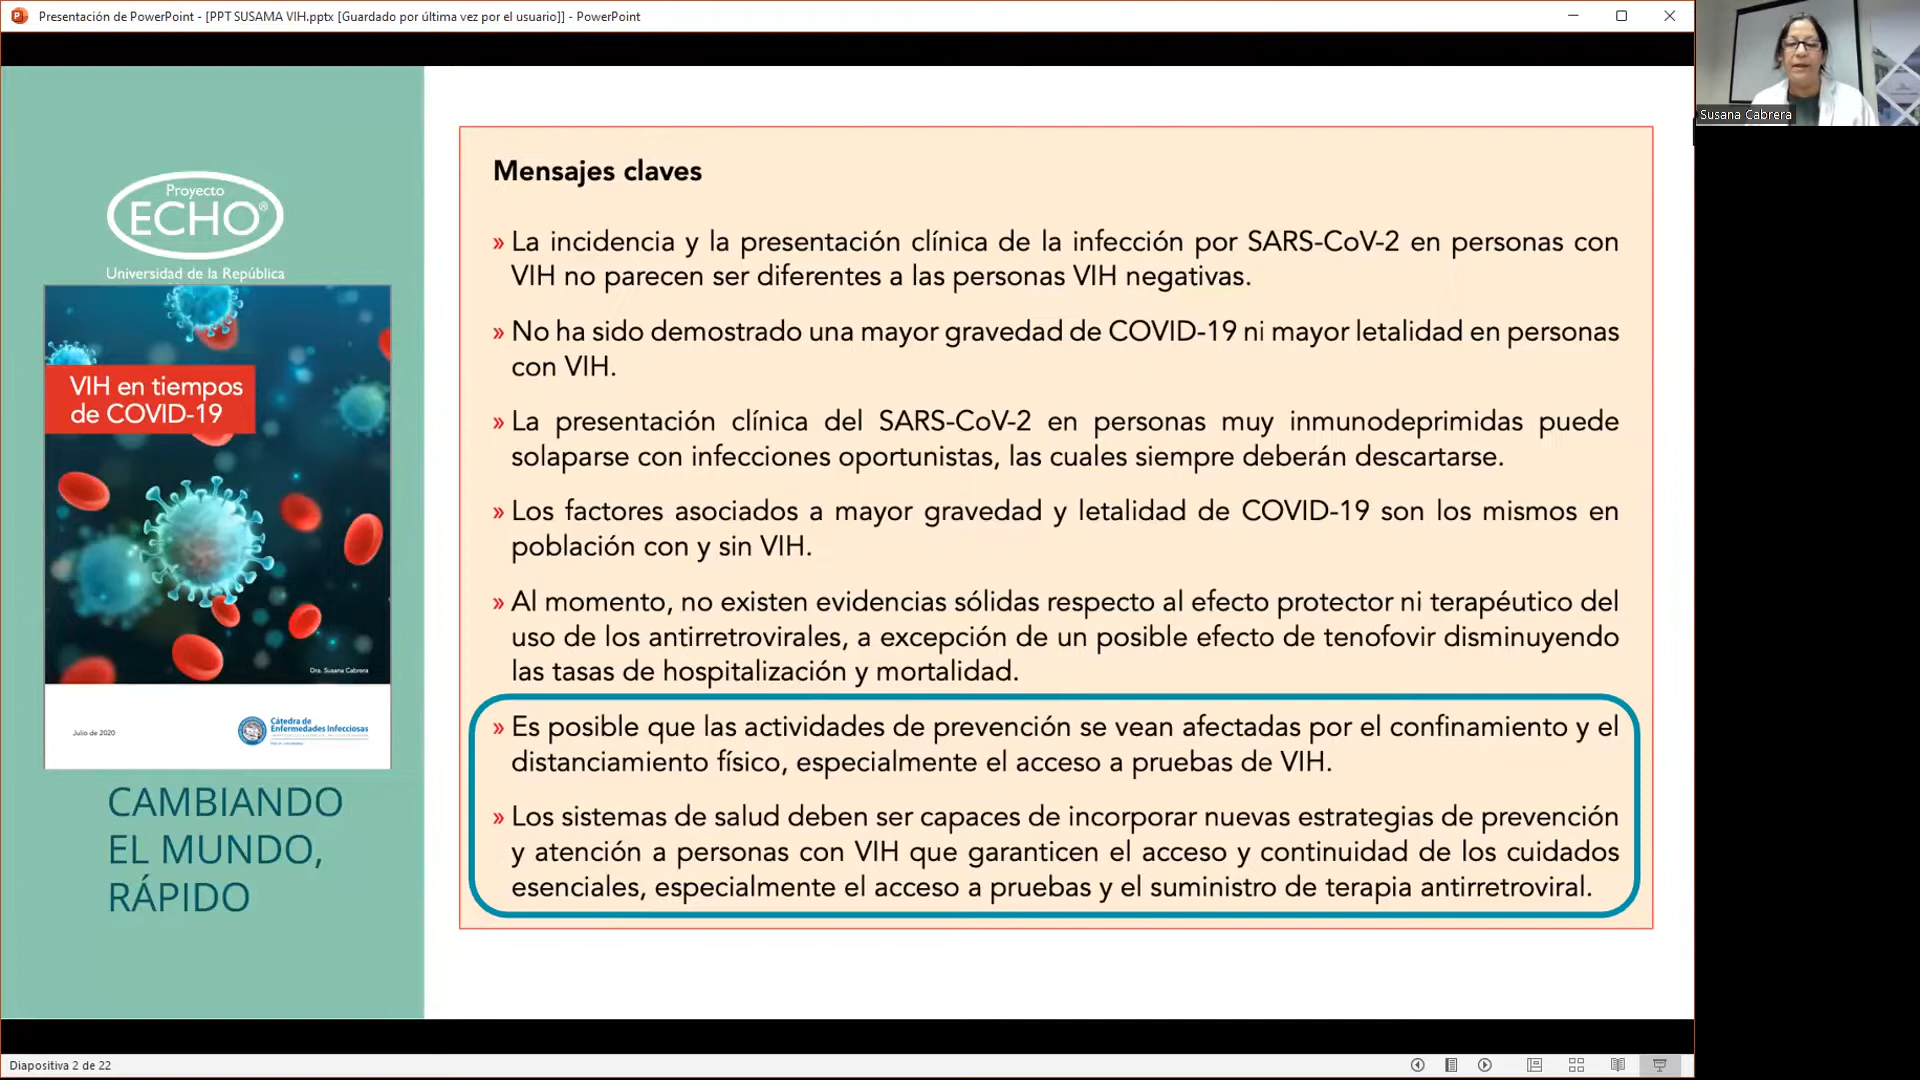 Presentación de PowerPoint - [PPT SUSAMA VIH.pptx [Guardado por última vez por el usuario]] - PowerPoint
Susana Cabrera
Proyecto
ECHO®
Universidad de la República
VIH en tiempos
de COVID-19
Dra. Susana Cabrera
Julio de 2020
Cátedra de
Enfermedades Infecciosas
CAMBIANDO
EL MUNDO,
RÁPIDO
Mensajes claves
» La incidencia y la presentación clínica de la infección por SARS-CoV-2 en personas con
VIH no parecen ser diferentes a las personas VIH negativas.
» No ha sido demostrado una mayor gravedad de COVID-19 ni mayor letalidad en personas
con VIH.
» La presentación clínica del SARS-CoV-2 en personas muy inmunodeprimidas puede
solaparse con infecciones oportunistas, las cuales siempre deberán descartarse.
» Los factores asociados a mayor gravedad y letalidad de COVID-19 son los mismos en
población con y sin VIH.
» Al momento, no existen evidencias sólidas respecto al efecto protector ni terapéutico del
uso de los antirretrovirales, a excepción de un posible efecto de tenofovir disminuyendo
las tasas de hospitalización y mortalidad.
» Es posible que las actividades de prevención se vean afectadas por el confinamiento y el
distanciamiento físico, especialmente el acceso a pruebas de VIH.
» Los sistemas de salud deben ser capaces de incorporar nuevas estrategias de prevención
y atención a personas con VIH que garanticen el acceso y continuidad de los cuidados
esenciales, especialmente el acceso a pruebas y el suministro de terapia antirretroviral.
Diapositiva 2 de 22